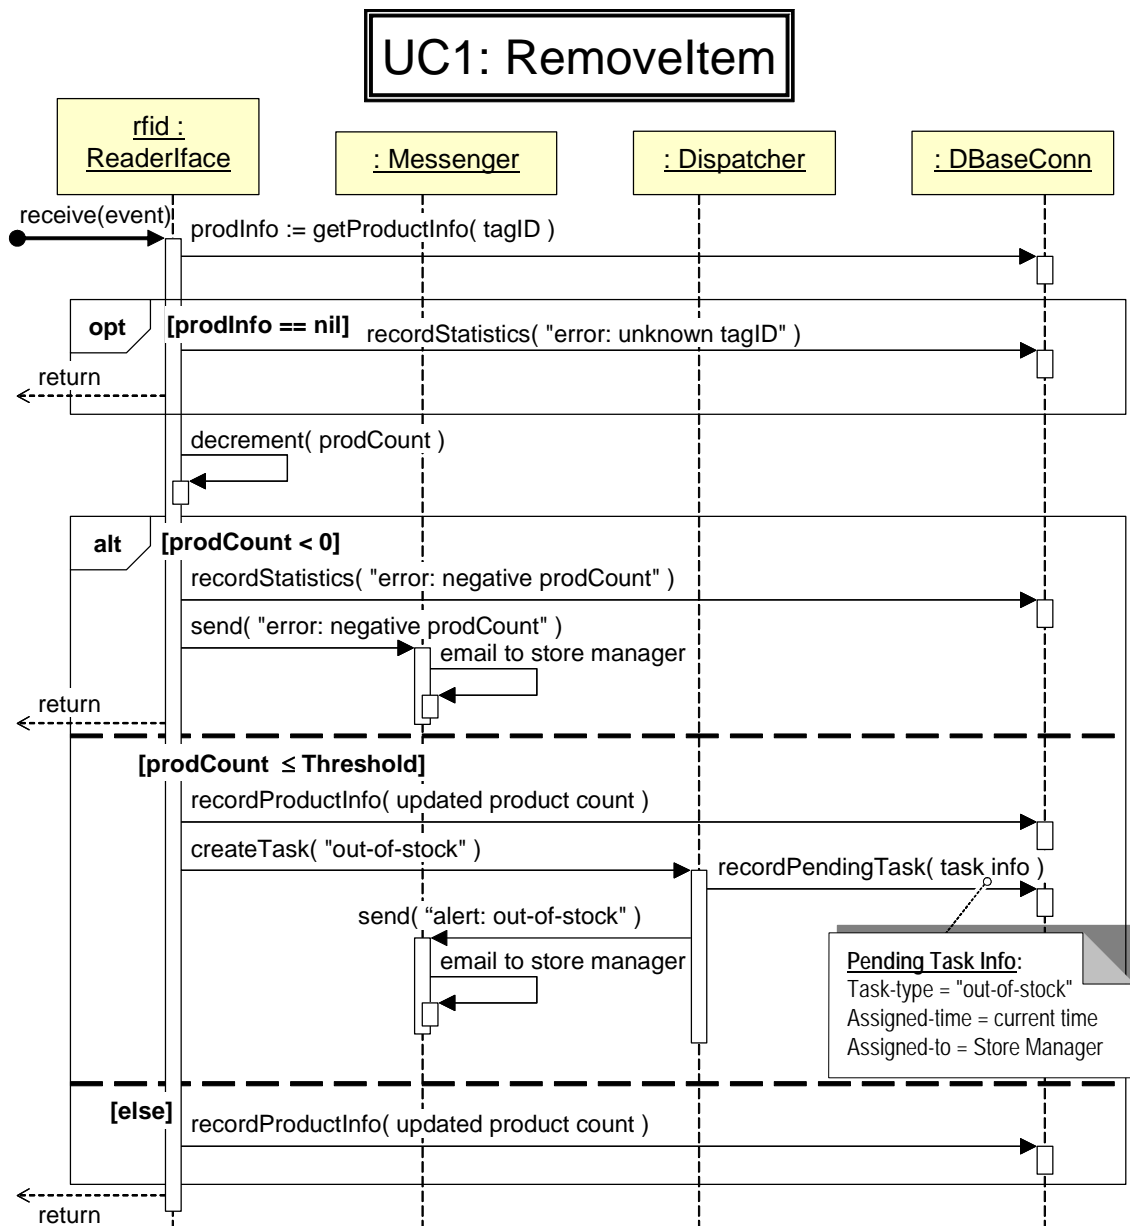 UC1: RemoveItem
rfid :
ReaderIface
: Messenger
: Dispatcher
: DBaseConn
receive(event)
prodInfo := getProductInfo( tagID )
opt
[prodInfo == nil]
recordStatistics( "error: unknown tagID" )
return
decrement( prodCount )
alt
[prodCount < 0]
recordStatistics( "error: negative prodCount" )
send( "error: negative prodCount" )
email to store manager
return
[prodCount ≤ Threshold]
recordProductInfo( updated product count )
createTask( "out-of-stock" )
recordPendingTask( task info )
send( “alert: out-of-stock" )
email to store manager
Pending Task Info:
Task-type = "out-of-stock"
Assigned-time = current time
Assigned-to = Store Manager
[else]
recordProductInfo( updated product count )
return